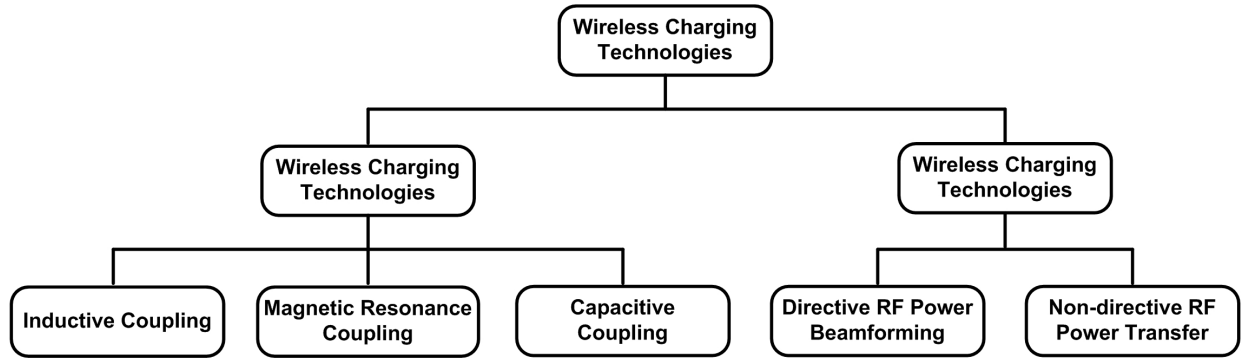 Wireless Charging
Technologies
Wireless Charging
Technologies
Wireless Charging
Technologies
Inductive Coupling
Magnetic Resonance
Coupling
Capacitive
Coupling
Directive RF Power
Beamforming
Non-directive RF
Power Transfer